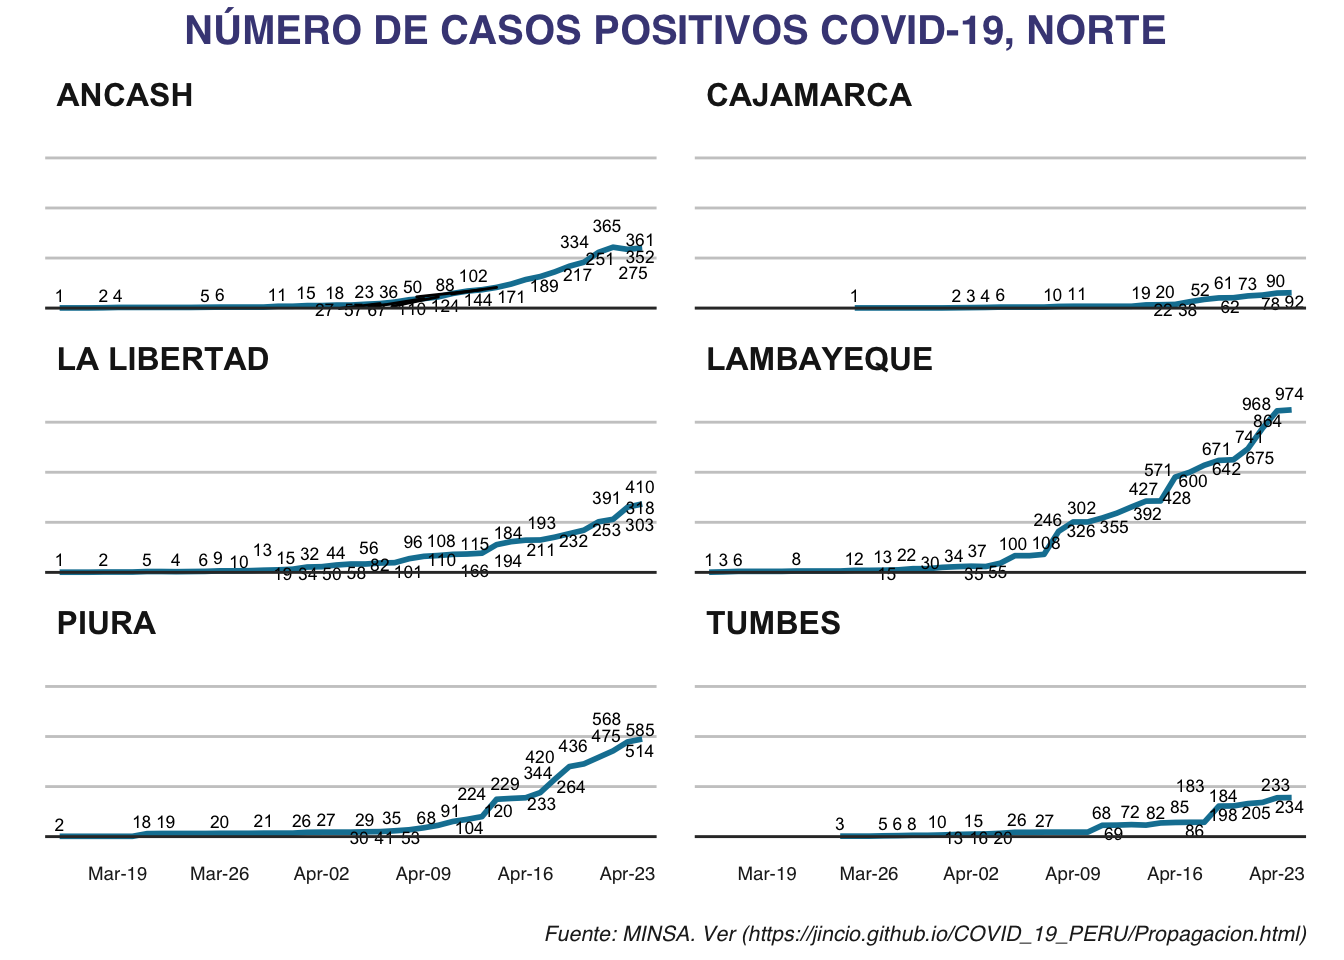 NÚMERO DE CASOS POSITIVOS COVID-19, NORTE
ANCASH
1 2 4 5 6 11 15 18 23 36 50 88 102 334 365 361
27 57 67 110 124 144 171 189 217 251 352 275
CAJAMARCA
1 2 3 4 6 10 11 19 20 52 61 73 90
22 38 62 78 92
LA LIBERTAD
1 2 5 4 6 9 10 13 15 32 44 56 96 108 115 184 193 391 410
19 34 50 58 82 101 110 166 194 211 232 253 318 303
LAMBAYEQUE
1 3 6 8 12 13 22 34 37 100 246 302 427 571 671 741 968 974
15 30 35 55 108 326 355 392 428 600 642 675 864
PIURA
2 18 19 20 21 26 27 29 35 68 91 224 229 420 436 568 585
30 41 53 104 120 233 344 264 475 514
TUMBES
3 5 6 8 10 15 26 27 68 72 82 85 183 184 233
13 16 20 69 86 198 205 234
Mar-19 Mar-26 Apr-02 Apr-09 Apr-16 Apr-23
Mar-19 Mar-26 Apr-02 Apr-09 Apr-16 Apr-23
Fuente: MINSA. Ver (https://jincio.github.io/COVID_19_PERU/Propagacion.html)